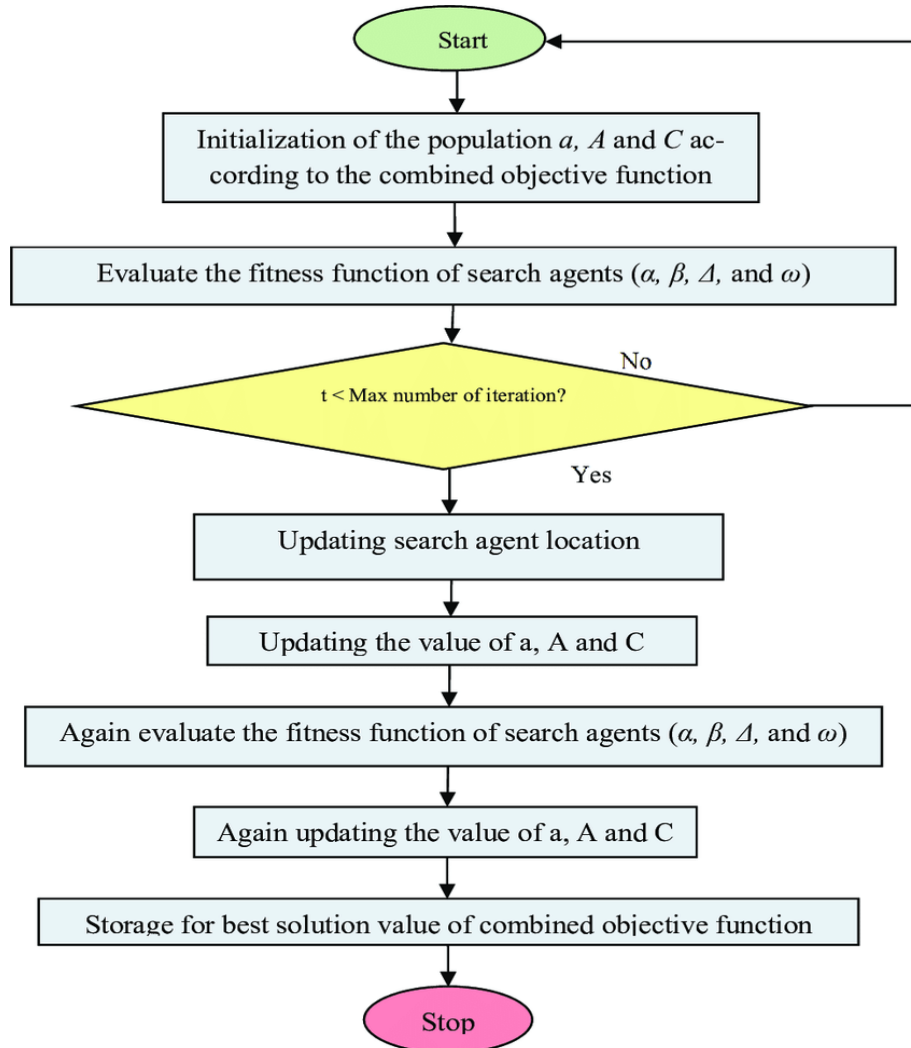 Start
Initialization of the population a, A and C ac-
cording to the combined objective function
Evaluate the fitness function of search agents (α, β, Δ, and ω)
No
t < Max number of iteration?
Yes
Updating search agent location
Updating the value of a, A and C
Again evaluate the fitness function of search agents (α, β, Δ, and ω)
Again updating the value of a, A and C
Storage for best solution value of combined objective function
Stop